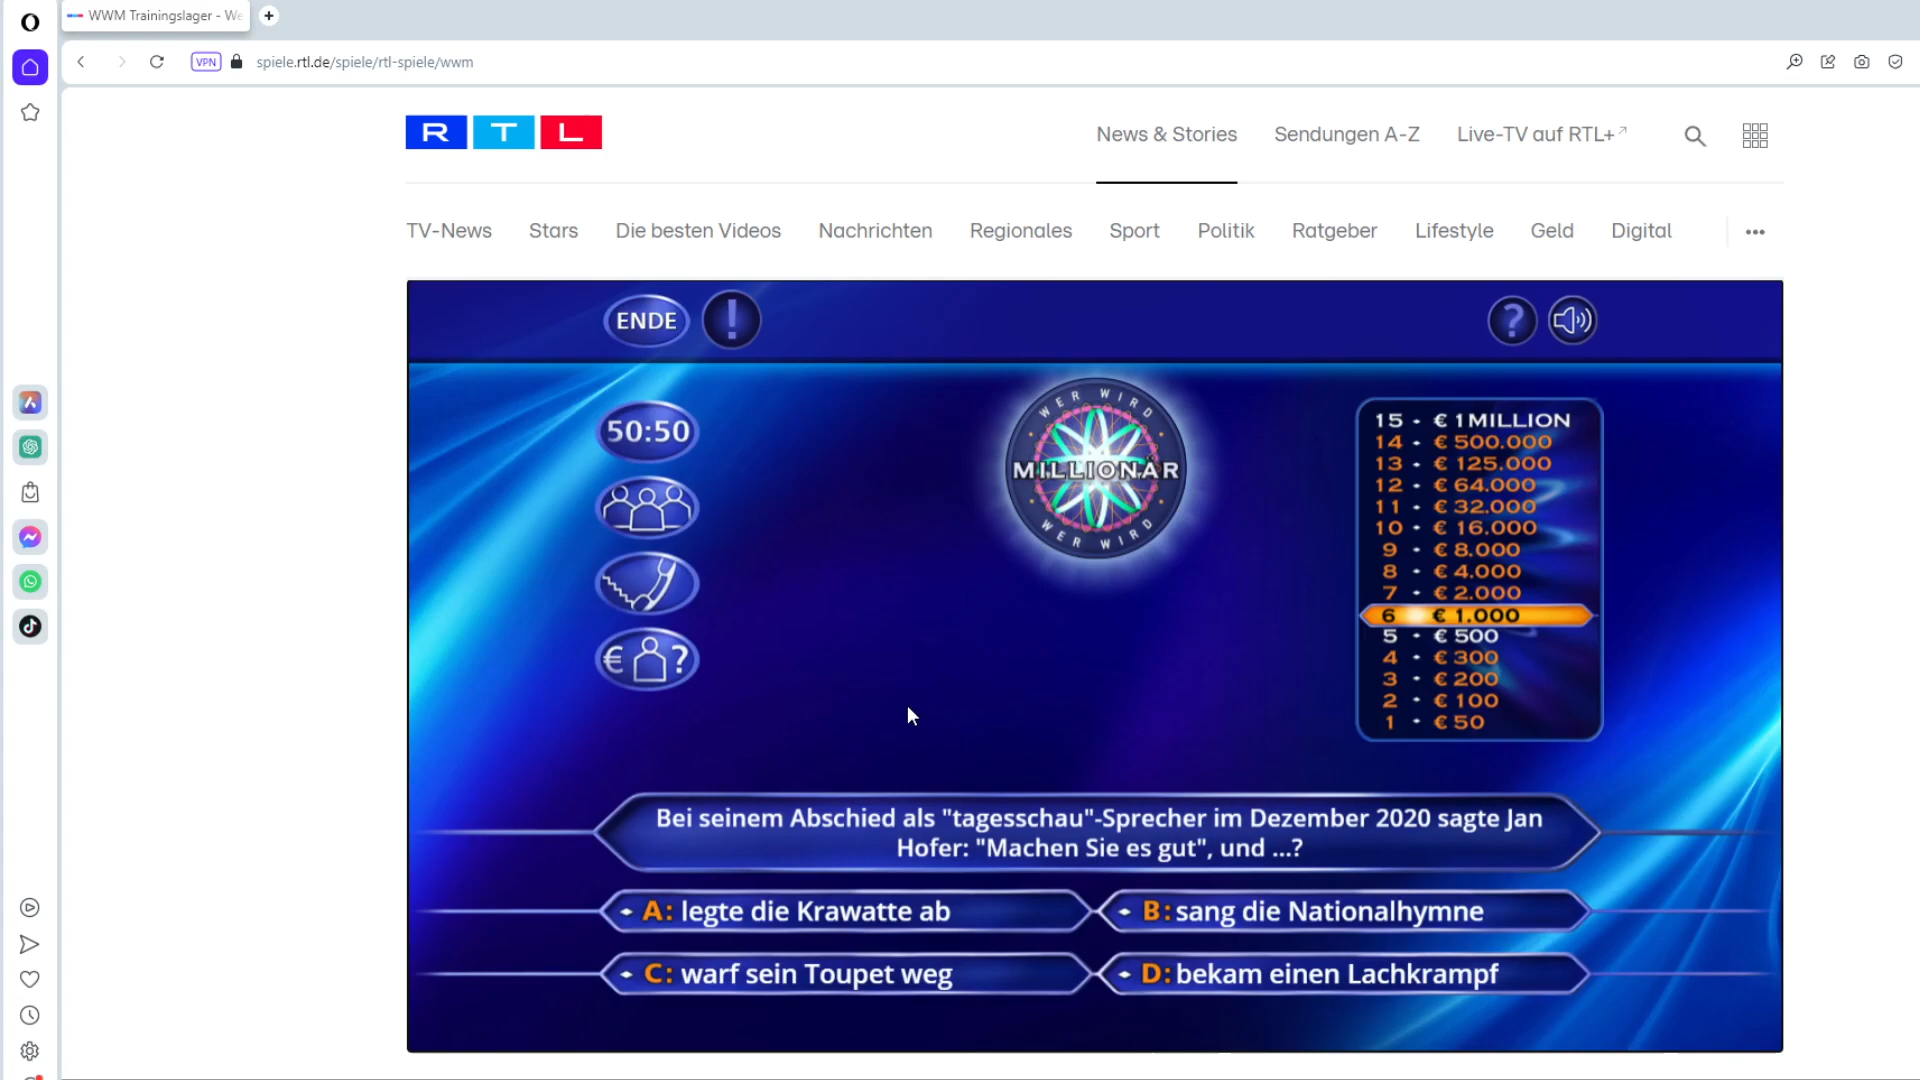 WWM Trainingslager - We
VPN
spiele.rtl.de/spiele/rtl-spiele/wwm
R T L
News & Stories
Sendungen A-Z
Live-TV auf RTL+
TV-News
Stars
Die besten Videos
Nachrichten
Regionales
Sport
Politik
Ratgeber
Lifestyle
Geld
Digital
ENDE
!
?
50:50
€ ?
WER WIRD
MILLIONÄR
WER WIRD
15 · € 1 MILLION
14 · € 500.000
13 · € 125.000
12 · € 64.000
11 · € 32.000
10 · € 16.000
9 · € 8.000
8 · € 4.000
7 · € 2.000
6 € 1.000
5 · € 500
4 · € 300
3 · € 200
2 · € 100
1 · € 50
Bei seinem Abschied als "tagesschau"-Sprecher im Dezember 2020 sagte Jan
Hofer: "Machen Sie es gut", und ...?
A: legte die Krawatte ab
B: sang die Nationalhymne
C: warf sein Toupet weg
D: bekam einen Lachkrampf